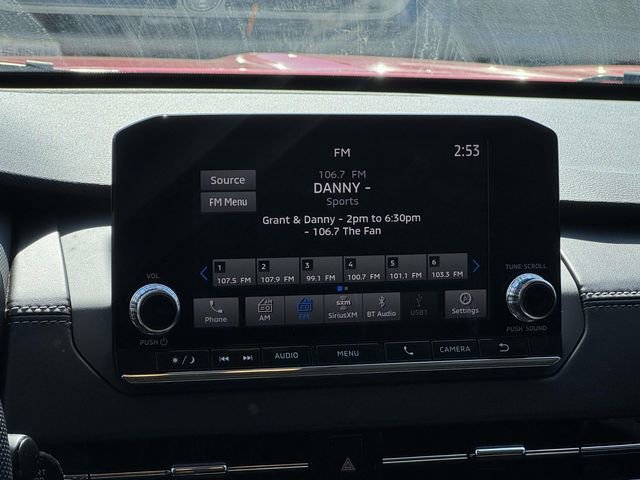 FM
2:53
106.7 FM
Source
DANNY -
Sports
FM Menu
Grant & Danny - 2pm to 6:30pm
- 106.7 The Fan
1 2 3 4 5 6
107.5 FM 107.9 FM 99.1 FM 100.7 FM 101.1 FM 103.3 FM
VOL
TUNE·SCROLL
Phone AM FM SiriusXM BT Audio USB1 Settings
PUSH
PUSH SOUND
AUDIO MENU CAMERA
START